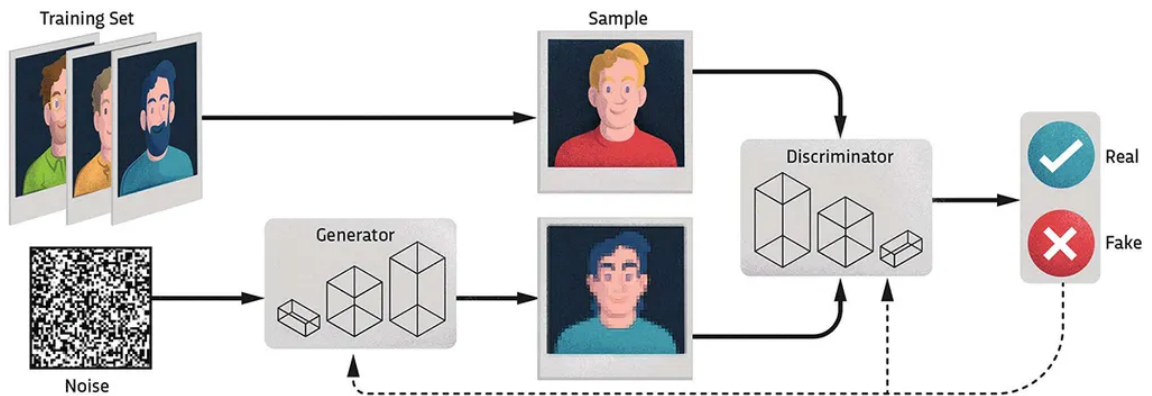 Training Set
Sample
Discriminator
Real
Generator
Fake
Noise